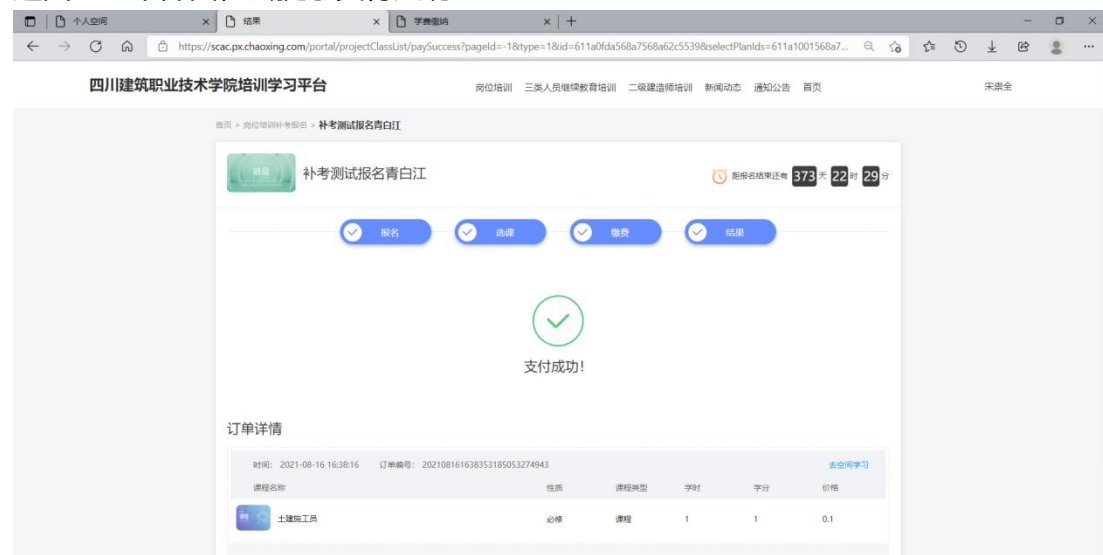 个人空间
结果
学费缴纳
https://scac.px.chaoxing.com/portal/projectClassList/paySuccess?pageId=-1&type=1&id=611a0fda568a7568a62c5539&selectPlanIds=611a1001568a7...
四川建筑职业技术学院培训学习平台
岗位培训 三类人员继续教育培训 二级建造师培训 新闻动态 通知公告 首页
宋崇全
首页 > 岗位培训补考报名 > 补考测试报名青白江
补考测试报名青白江
距报名结束还有 373 天 22 时 29 分
报名 选课 缴费 结果
支付成功!
订单详情
时间: 2021-08-16 16:38:16 订单编号: 20210816163853185053274943 去空间学习
课程名称 性质 课程类型 学时 学分 价格
土建施工员 必修 课程 1 1 0.1